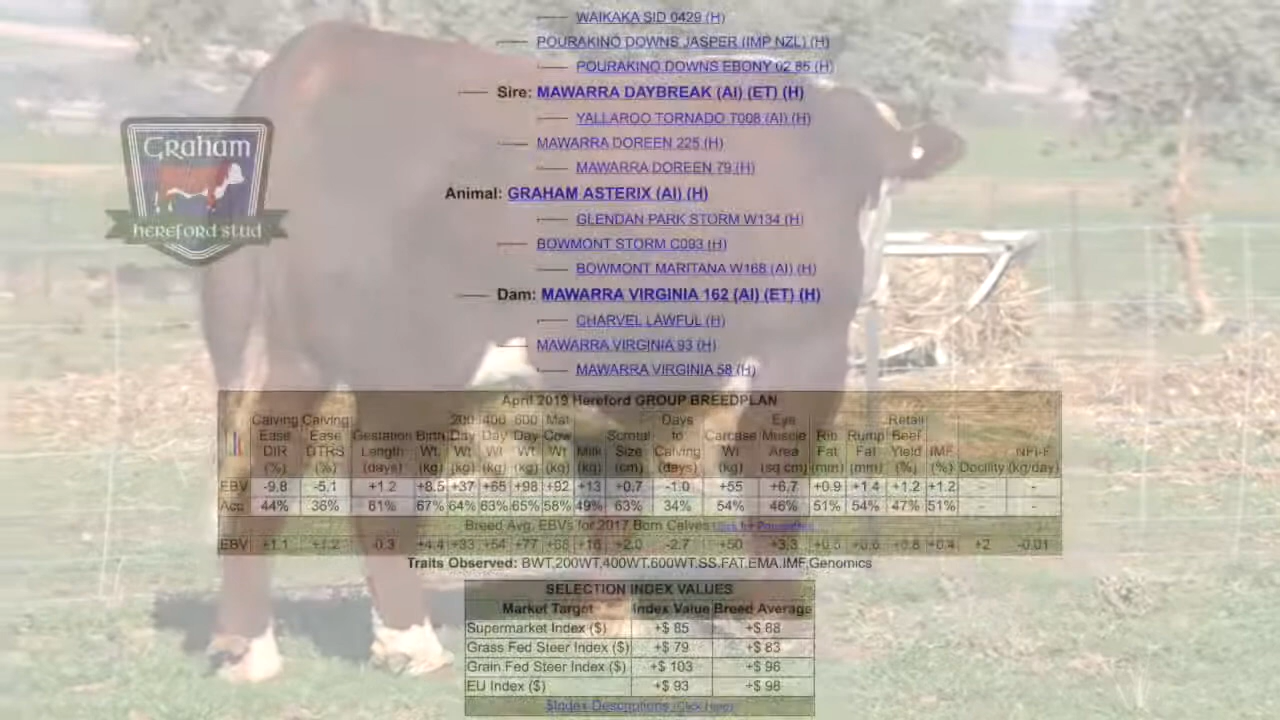 WAIKAKA SID 0429 (H)
POURAKINO DOWNS JASPER (IMP NZL) (H)
POURAKINO DOWNS EBONY 02 85 (H)
Sire: MAWARRA DAYBREAK (AI) (ET) (H)
YALLAROO TORNADO T008 (AI) (H)
MAWARRA DOREEN 225 (H)
MAWARRA DOREEN 79 (H)
Graham
hereford stud
Animal: GRAHAM ASTERIX (AI) (H)
GLENDAN PARK STORM W134 (H)
BOWMONT STORM C093 (H)
BOWMONT MARITANA W168 (AI) (H)
Dam: MAWARRA VIRGINIA 162 (AI) (ET) (H)
CHARVEL LAWFUL (H)
MAWARRA VIRGINIA 93 (H)
MAWARRA VIRGINIA 58 (H)
April 2019 Hereford GROUP BREEDPLAN
Calving Ease DIR (%) Calving Ease DTRS (%) Gestation Length (days) Birth Wt. (kg) 200 Day Wt (kg) 400 Day Wt (kg) 600 Day Wt (kg) Mat Cow Wt (kg) Milk (kg) Scrotal Size (cm) Days to Calving (days) Carcase Wt (kg) Eye Muscle Area (sq cm) Rib Fat (mm) Rump Fat (mm) Retail Beef Yield (%) IMF (%) Docility NFI-F (kg/day)
EBV -9.8 -5.1 +1.2 +8.5 +37 +65 +98 +92 +13 +0.7 -1.0 +55 +6.7 +0.9 +1.4 +1.2 +1.2 - -
Acc 44% 36% 61% 67% 64% 63% 65% 58% 49% 63% 34% 54% 46% 51% 54% 47% 51% - -
Breed Avg. EBVs for 2017 Born Calves Click for Percentiles
EBV +1.1 +1.2 -0.3 +4.4 +33 +54 +77 +68 +16 +2.0 -2.7 +50 +3.3 +0.5 +0.6 +0.8 +0.4 +2 -0.01
Traits Observed: BWT,200WT,400WT,600WT,SS,FAT,EMA,IMF,Genomics
SELECTION INDEX VALUES
Market Target Index Value Breed Average
Supermarket Index ($) +$ 85 +$ 88
Grass Fed Steer Index ($) +$ 79 +$ 83
Grain Fed Steer Index ($) +$ 103 +$ 96
EU Index ($) +$ 93 +$ 98
$Index Descriptions (Click Here)